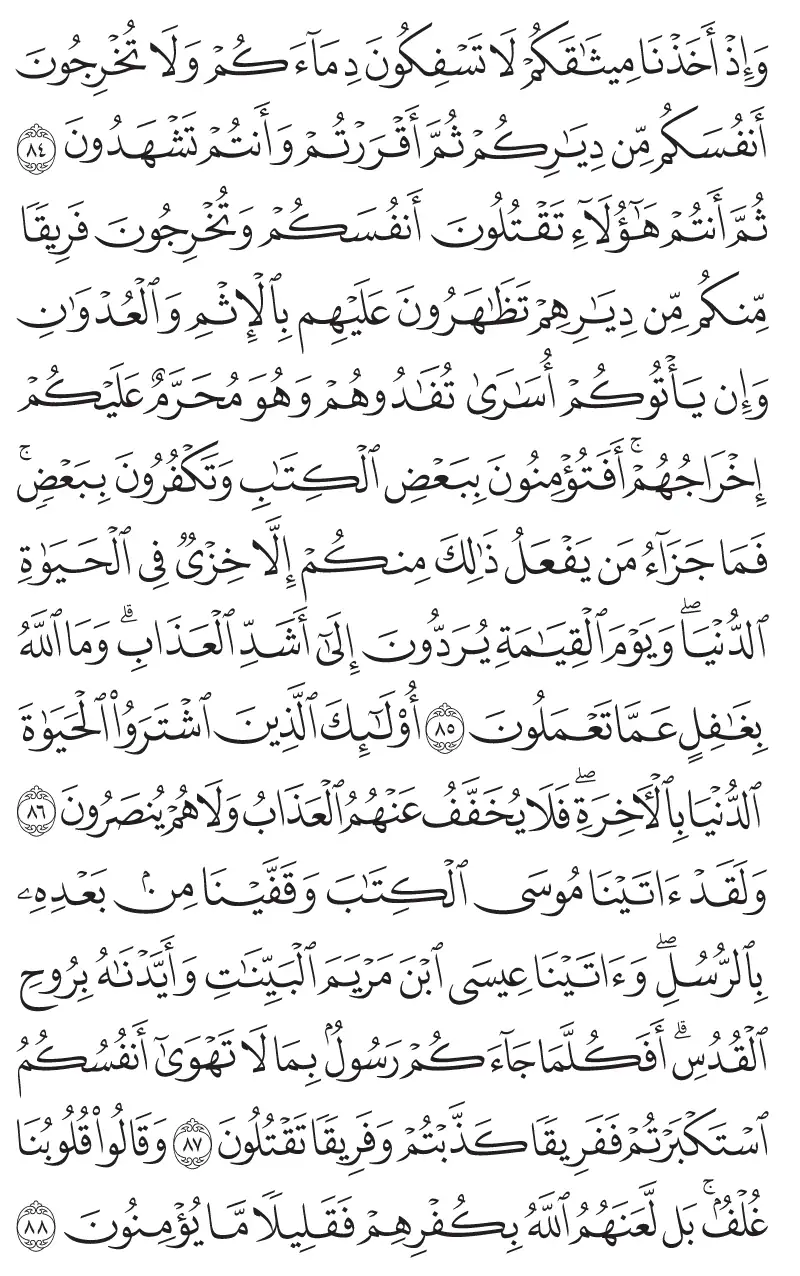 وَإِذْ أَخَذْنَا مِيثَٰقَكُمْ لَا تَسْفِكُونَ دِمَآءَكُمْ وَلَا تُخْرِجُونَ
أَنفُسَكُم مِّن دِيَٰرِكُمْ ثُمَّ أَقْرَرْتُمْ وَأَنتُمْ تَشْهَدُونَ ٨٤
ثُمَّ أَنتُمْ هَٰٓؤُلَآءِ تَقْتُلُونَ أَنفُسَكُمْ وَتُخْرِجُونَ فَرِيقًا
مِّنكُم مِّن دِيَٰرِهِمْ تَظَٰهَرُونَ عَلَيْهِم بِٱلْإِثْمِ وَٱلْعُدْوَٰنِ
وَإِن يَأْتُوكُمْ أُسَٰرَىٰ تُفَٰدُوهُمْ وَهُوَ مُحَرَّمٌ عَلَيْكُمْ
إِخْرَاجُهُمْ ۚ أَفَتُؤْمِنُونَ بِبَعْضِ ٱلْكِتَٰبِ وَتَكْفُرُونَ بِبَعْضٍ ۚ
فَمَا جَزَآءُ مَن يَفْعَلُ ذَٰلِكَ مِنكُمْ إِلَّا خِزْىٌ فِى ٱلْحَيَوٰةِ
ٱلدُّنْيَا ۖ وَيَوْمَ ٱلْقِيَٰمَةِ يُرَدُّونَ إِلَىٰٓ أَشَدِّ ٱلْعَذَابِ ۗ وَمَا ٱللَّهُ
بِغَٰفِلٍ عَمَّا تَعْمَلُونَ ٨٥ أُو۟لَٰٓئِكَ ٱلَّذِينَ ٱشْتَرَوُا۟ ٱلْحَيَوٰةَ
ٱلدُّنْيَا بِٱلْءَاخِرَةِ ۖ فَلَا يُخَفَّفُ عَنْهُمُ ٱلْعَذَابُ وَلَا هُمْ يُنصَرُونَ ٨٦
وَلَقَدْ ءَاتَيْنَا مُوسَى ٱلْكِتَٰبَ وَقَفَّيْنَا مِنۢ بَعْدِهِۦ
بِٱلرُّسُلِ ۖ وَءَاتَيْنَا عِيسَى ٱبْنَ مَرْيَمَ ٱلْبَيِّنَٰتِ وَأَيَّدْنَٰهُ بِرُوحِ
ٱلْقُدُسِ ۗ أَفَكُلَّمَا جَآءَكُمْ رَسُولٌۢ بِمَا لَا تَهْوَىٰٓ أَنفُسُكُمُ
ٱسْتَكْبَرْتُمْ فَفَرِيقًا كَذَّبْتُمْ وَفَرِيقًا تَقْتُلُونَ ٨٧ وَقَالُوا۟ قُلُوبُنَا
غُلْفٌۢ ۚ بَل لَّعَنَهُمُ ٱللَّهُ بِكُفْرِهِمْ فَقَلِيلًا مَّا يُؤْمِنُونَ ٨٨